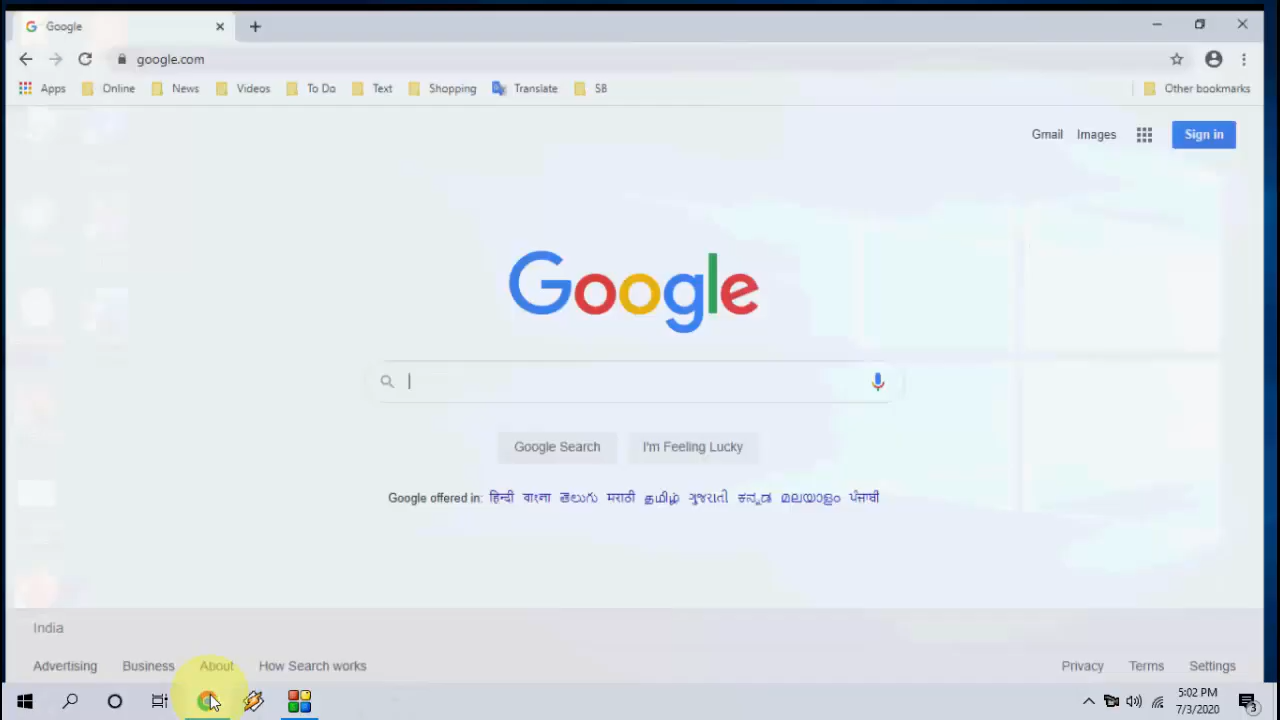 Google
google.com
Apps Online News Videos To Do Text Shopping Translate SB Other bookmarks
Gmail Images Sign in
Google
Google Search I'm Feeling Lucky
Google offered in: हिन्दी বাংলা తెలుగు मराठी தமிழ் ગુજરાતી ಕನ್ನಡ മലയാളം ਪੰਜਾਬੀ
India
Advertising Business About How Search works Privacy Terms Settings
5:02 PM
7/3/2020
3